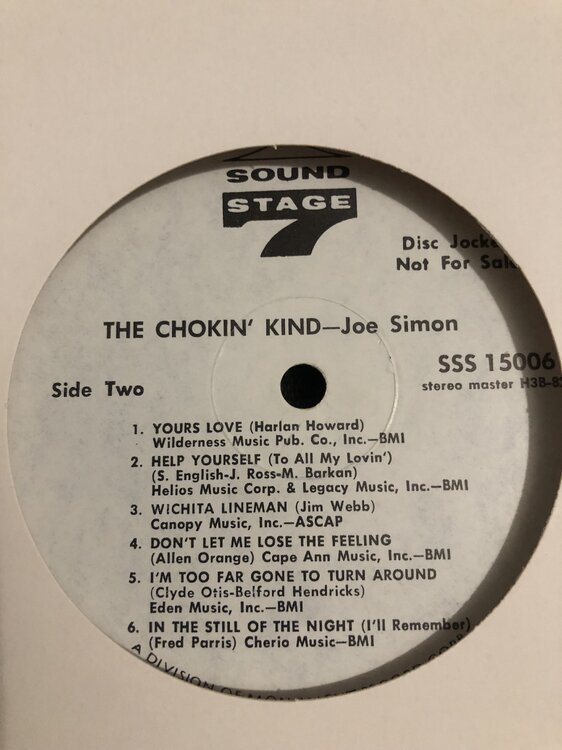 SOUND
STAGE
7
Disc Jocke
Not For Sale
THE CHOKIN' KIND—Joe Simon
SSS 15006
Side Two
stereo master H3B-8
1. YOURS LOVE (Harlan Howard)
Wilderness Music Pub. Co., Inc.—BMI
2. HELP YOURSELF (To All My Lovin')
(S. English-J. Ross-M. Barkan)
Helios Music Corp. & Legacy Music, Inc.—BMI
3. WICHITA LINEMAN (Jim Webb)
Canopy Music, Inc.—ASCAP
4. DON'T LET ME LOSE THE FEELING
(Allen Orange) Cape Ann Music, Inc.—BMI
5. I'M TOO FAR GONE TO TURN AROUND
(Clyde Otis-Belford Hendricks)
Eden Music, Inc.—BMI
6. IN THE STILL OF THE NIGHT (I'll Remember)
(Fred Parris) Cherio Music—BMI
A DIVISION OF